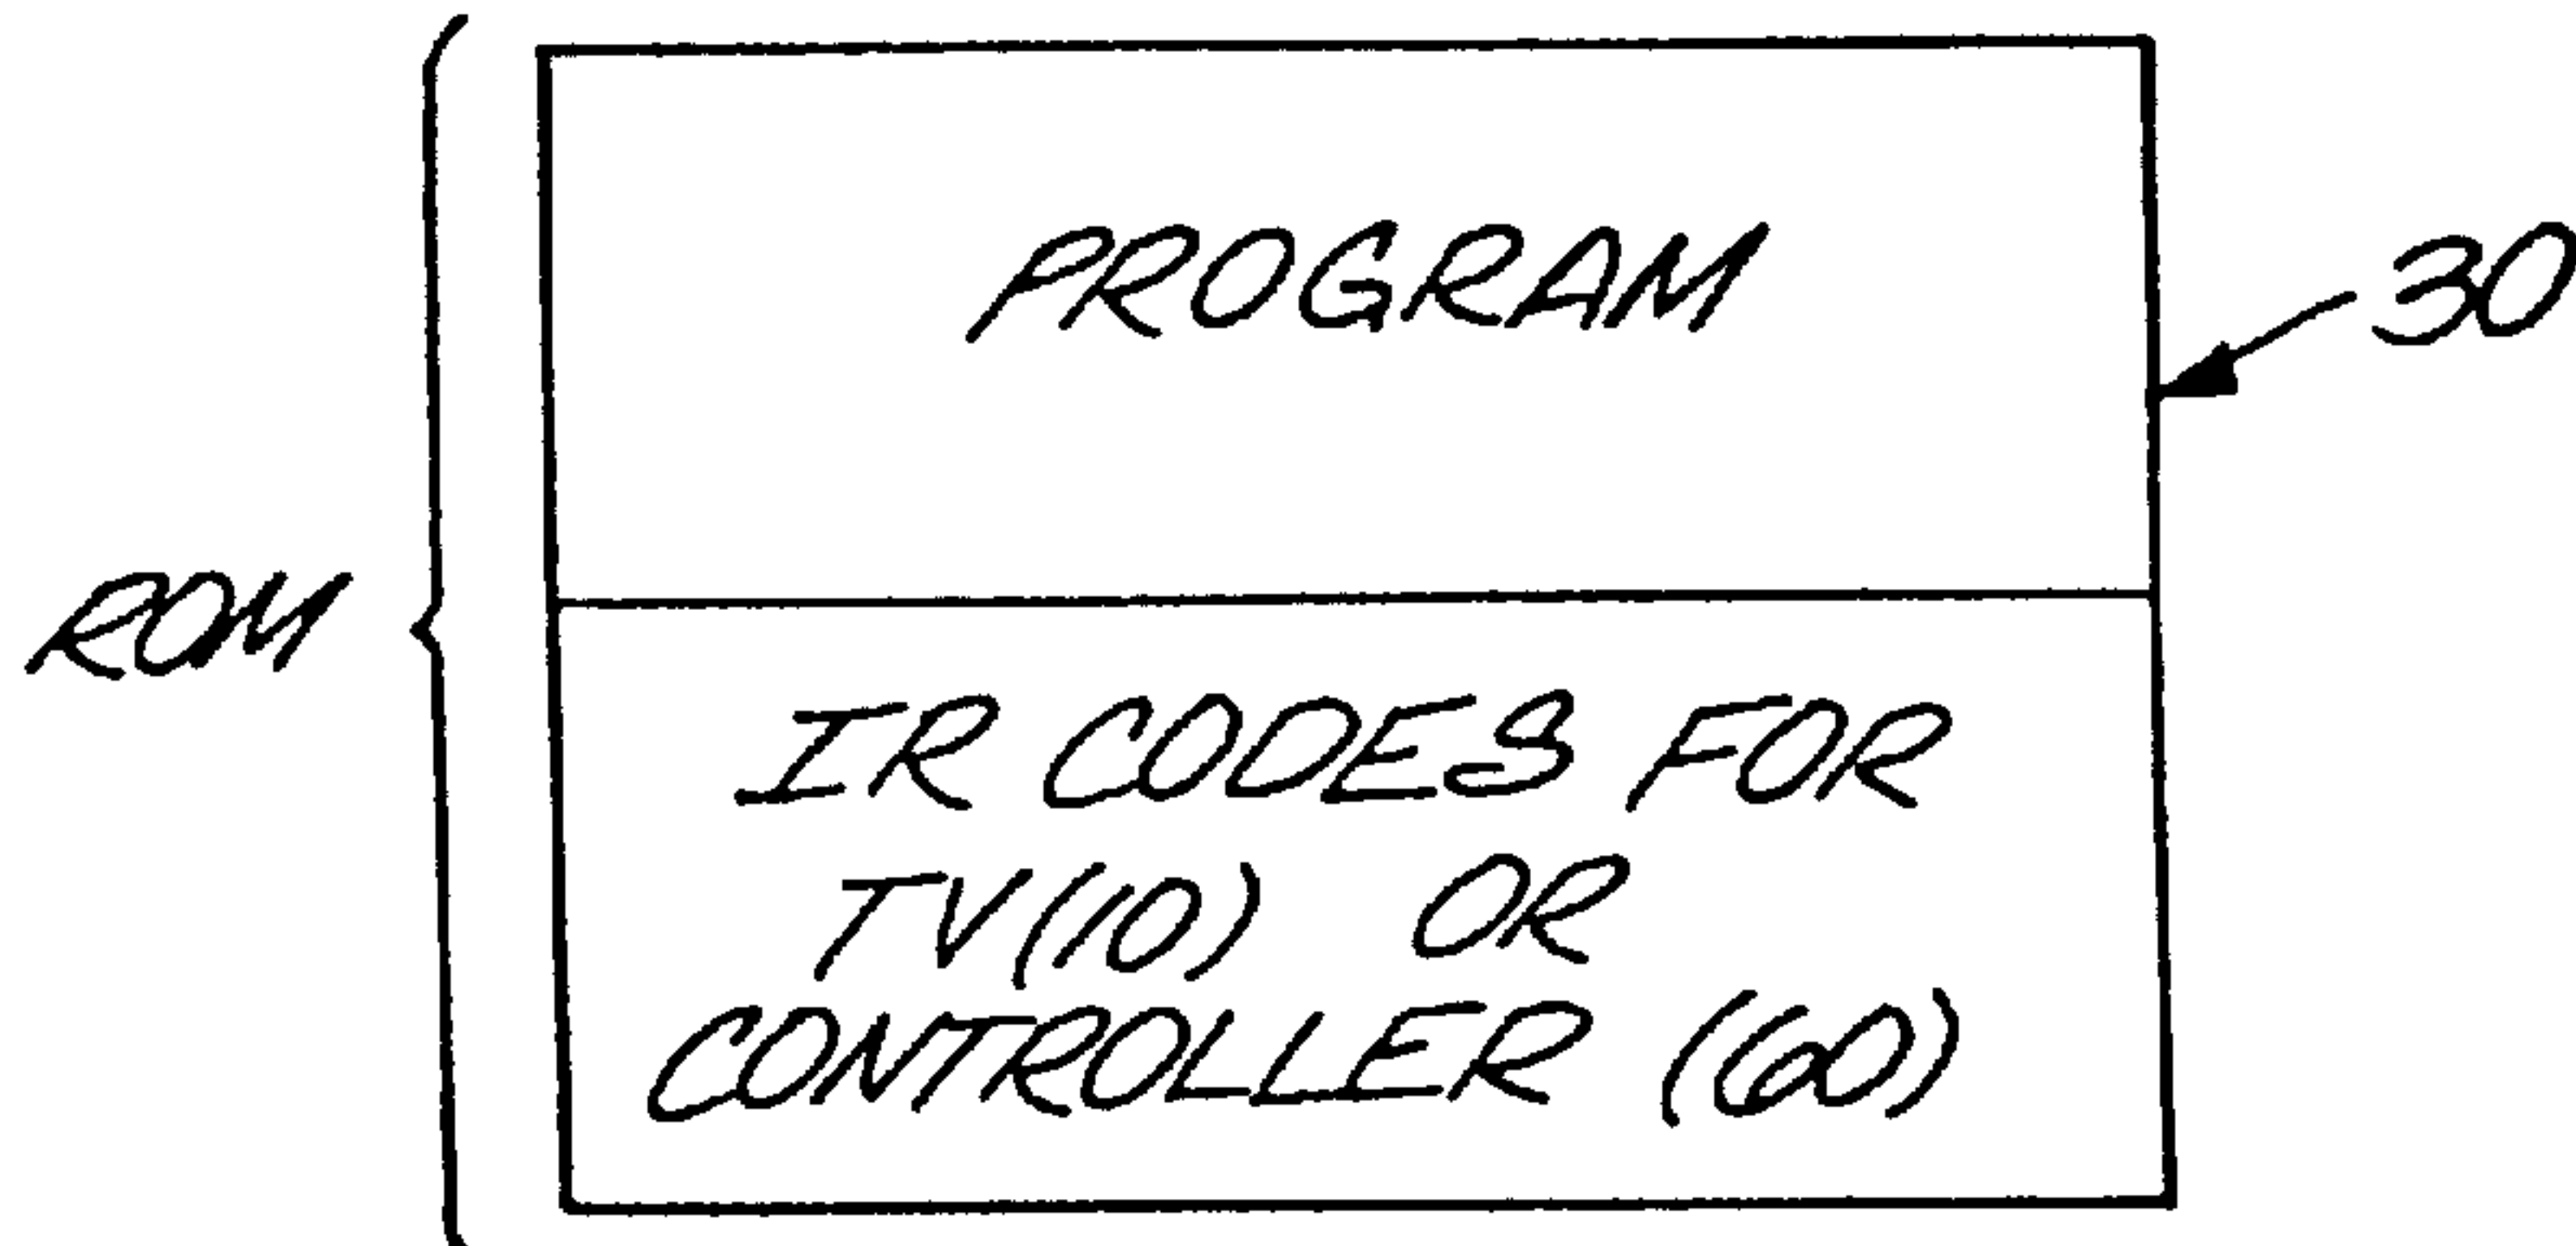 PROGRAM
30
ROM
IR CODES FOR
TV(10) OR
CONTROLLER (60)